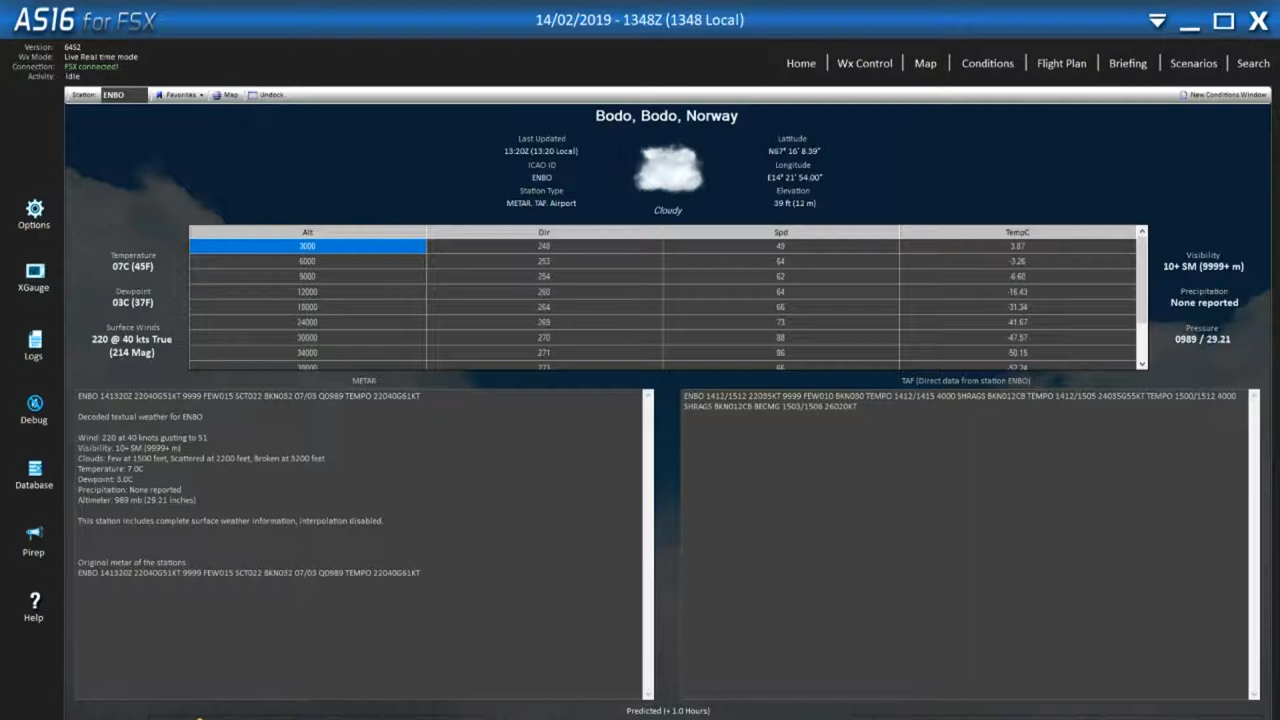 AS16 for FSX
14/02/2019 - 1348Z (1348 Local)
Version: 6452
Wx Mode: Live Real time mode
Connection: FSX connected!
Activity: Idle
Home | Wx Control | Map | Conditions | Flight Plan | Briefing | Scenarios | Search
Station: ENBO Favorites Map Undock New Conditions Window
Bodo, Bodo, Norway
Last Updated
13:20Z (13:20 Local)
ICAO ID
ENBO
Station Type
METAR, TAF, Airport
Cloudy
Latitude
N67° 16' 8.39"
Longitude
E14° 21' 54.00"
Elevation
39 ft (12 m)
Options
XGauge
Logs
Debug
Database
Pirep
Help
Temperature
07C (45F)
Dewpoint
03C (37F)
Surface Winds
220 @ 40 kts True
(214 Mag)
Alt Dir Spd TempC
3000 248 49 3.87
6000 253 64 -3.26
9000 254 62 -6.60
12000 260 64 -16.43
18000 264 66 -31.34
24000 269 73 -41.67
30000 270 88 -47.57
34000 271 86 -50.15
39000 273 66 -52.24
Visibility
10+ SM (9999+ m)
Precipitation
None reported
Pressure
0989 / 29.21
METAR
ENBO 141320Z 22040G51KT 9999 FEW015 SCT022 BKN032 07/03 Q0989 TEMPO 22040G61KT
Decoded textual weather for ENBO
Wind: 220 at 40 knots gusting to 51
Visibility: 10+ SM (9999+ m)
Clouds: Few at 1500 feet, Scattered at 2200 feet, Broken at 3200 feet
Temperature: 7.0C
Dewpoint: 3.0C
Precipitation: None reported
Altimeter: 989 mb (29.21 inches)
This station includes complete surface weather information, interpolation disabled.
Original metar of the stations:
ENBO 141320Z 22040G51KT 9999 FEW015 SCT022 BKN032 07/03 Q0989 TEMPO 22040G61KT
TAF (Direct data from station ENBO)
ENBO 1412/1512 22035KT 9999 FEW010 BKN030 TEMPO 1412/1415 4000 SHRAGS BKN012CB TEMPO 1412/1505 24035G55KT TEMPO 1500/1512 4000
SHRAGS BKN012CB BECMG 1503/1506 26020KT
Predicted (+ 1.0 Hours)